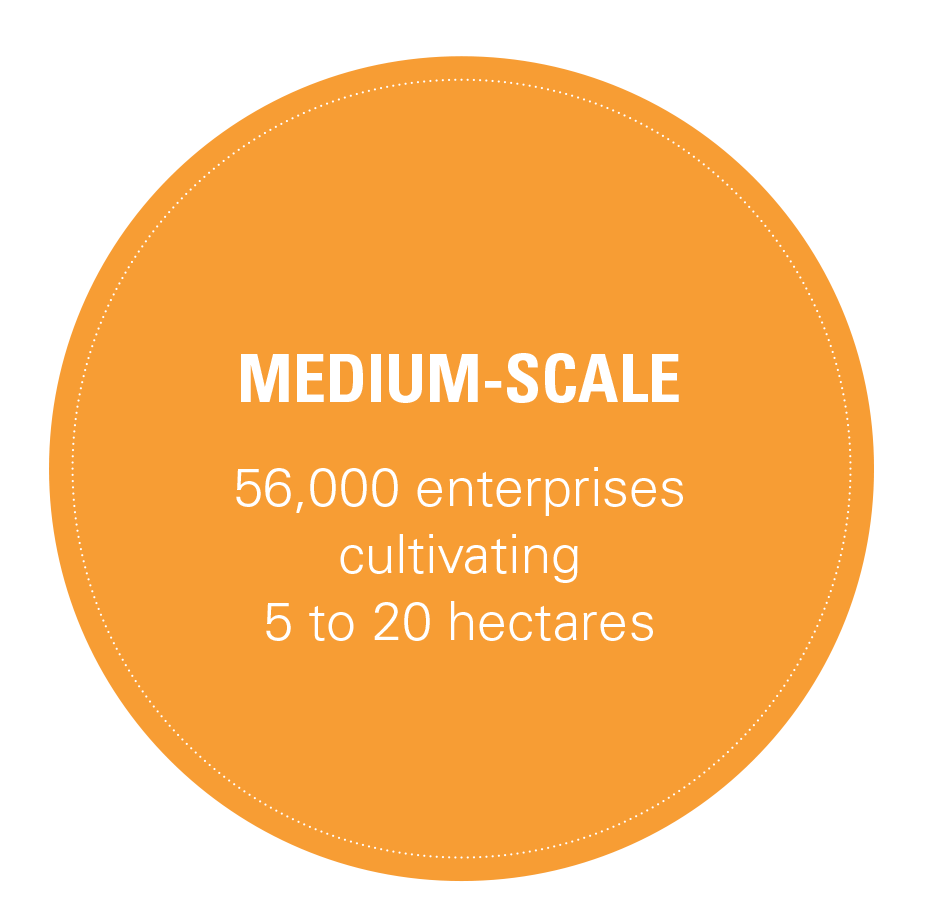 MEDIUM-SCALE
56,000 enterprises
cultivating
5 to 20 hectares